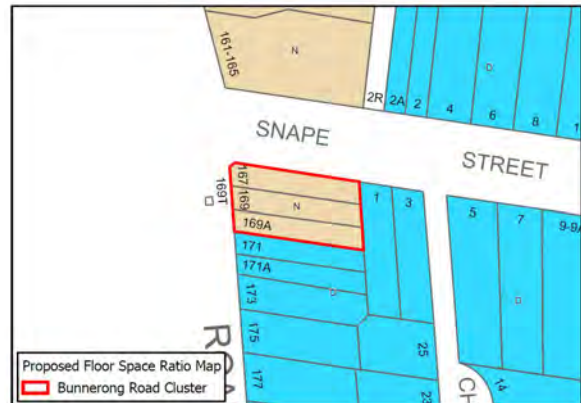 161-165
N
2R
2A
2
4
D
6
8
1
SNAPE
STREET
169T
167
169
N
169A
1
3
5
7
9-9A
171
171A
D
D
173
175
25
177
23
14
ROA
CH
Proposed Floor Space Ratio Map
Bunnerong Road Cluster